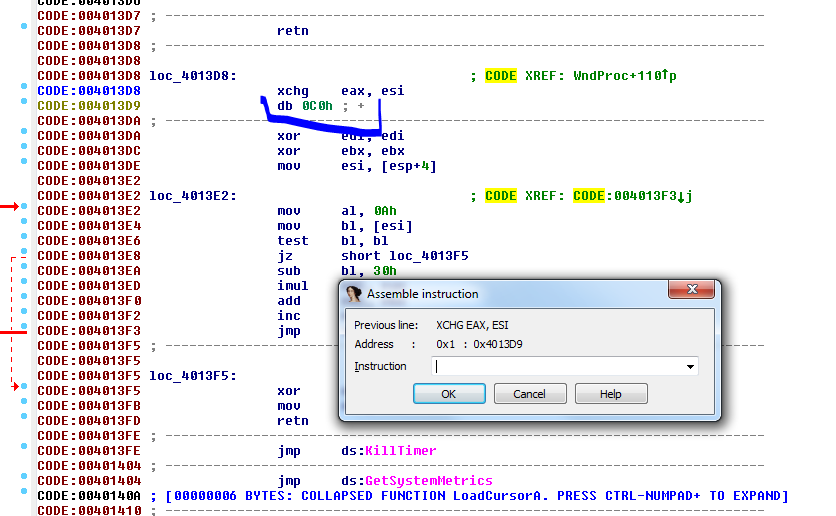 CODE:004013D7 ; ---------------------------------------------------------------------------
CODE:004013D7 retn
CODE:004013D8 ; ---------------------------------------------------------------------------
CODE:004013D8
CODE:004013D8 loc_4013D8: ; CODE XREF: WndProc+110↑p
CODE:004013D8 xchg eax, esi
CODE:004013D9 db 0C0h ; +
CODE:004013DA ; ---------------------------------------------------------------------------
CODE:004013DA xor edi, edi
CODE:004013DC xor ebx, ebx
CODE:004013DE mov esi, [esp+4]
CODE:004013E2
CODE:004013E2 loc_4013E2: ; CODE XREF: CODE:004013F3↓j
CODE:004013E2 mov al, 0Ah
CODE:004013E4 mov bl, [esi]
CODE:004013E6 test bl, bl
CODE:004013E8 jz short loc_4013F5
CODE:004013EA sub bl, 30h
CODE:004013ED imul
CODE:004013F0 add
CODE:004013F2 inc
CODE:004013F3 jmp
CODE:004013F5 ; ---------------------------------------------------------------------------
CODE:004013F5
CODE:004013F5 loc_4013F5:
CODE:004013F5 xor
CODE:004013FB mov
CODE:004013FD retn
CODE:004013FE ; ---------------------------------------------------------------------------
CODE:004013FE jmp ds:KillTimer
CODE:00401404 ; ---------------------------------------------------------------------------
CODE:00401404 jmp ds:GetSystemMetrics
CODE:0040140A ; [00000006 BYTES: COLLAPSED FUNCTION LoadCursorA. PRESS CTRL-NUMPAD+ TO EXPAND]
CODE:00401410 ; ---------------------------------------------------------------------------
Assemble instruction
Previous line: XCHG EAX, ESI
Address : 0x1 : 0x4013D9
Instruction
OK Cancel Help